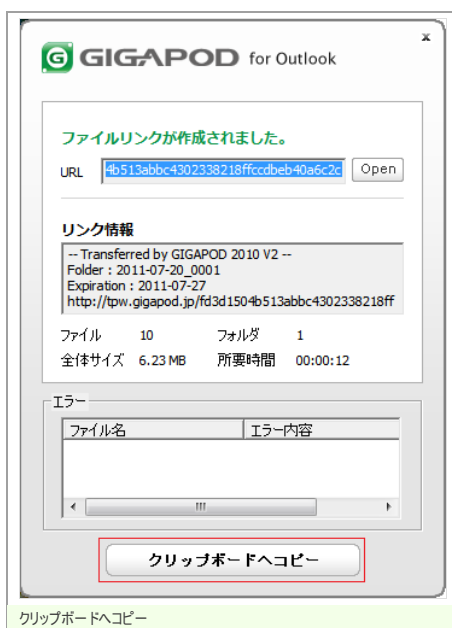 x
G GIGAPOD for Outlook
ファイルリンクが作成されました。
URL 4b513abbc4302338218ffccdbeb40a6c2c Open
リンク情報
-- Transferred by GIGAPOD 2010 V2 --
Folder : 2011-07-20_0001
Expiration : 2011-07-27
http://tpw.gigapod.jp/fd3d1504b513abbc4302338218ff
ファイル 10 フォルダ 1
全体サイズ 6.23 MB 所要時間 00:00:12
エラー
ファイル名 エラー内容
クリップボードへコピー
クリップボードへコピー